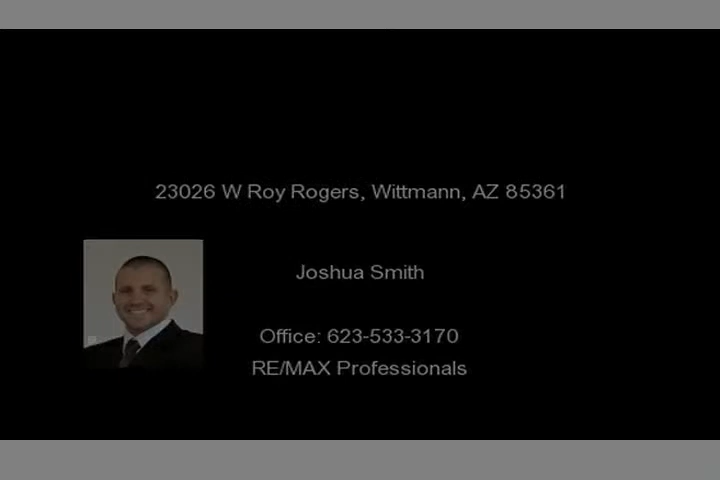 23026 W Roy Rogers, Wittmann, AZ 85361
Joshua Smith
Office: 623-533-3170
RE/MAX Professionals